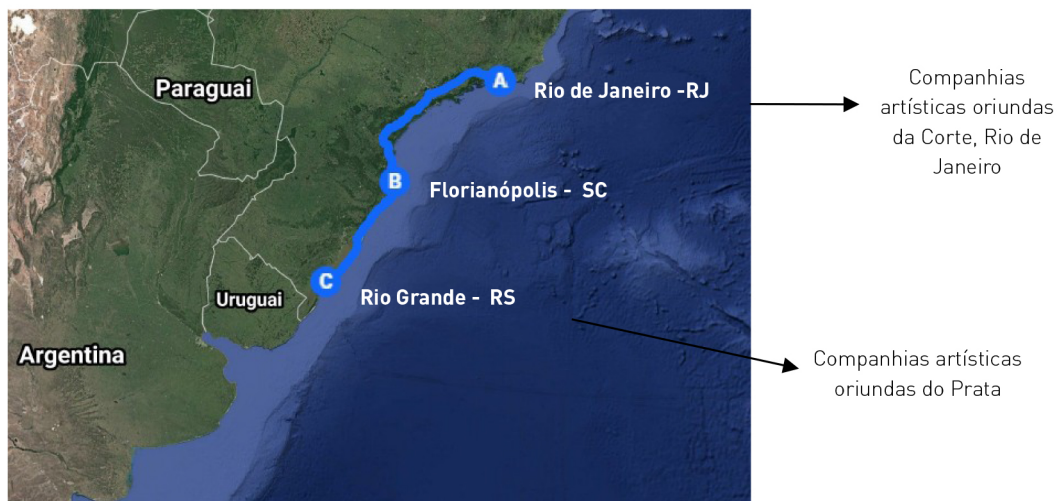 Paraguai
A
Rio de Janeiro -RJ
B
Florianópolis - SC
C
Rio Grande - RS
Uruguai
Argentina
Companhias
artísticas oriundas
da Corte, Rio de
Janeiro
Companhias artísticas
oriundas do Prata